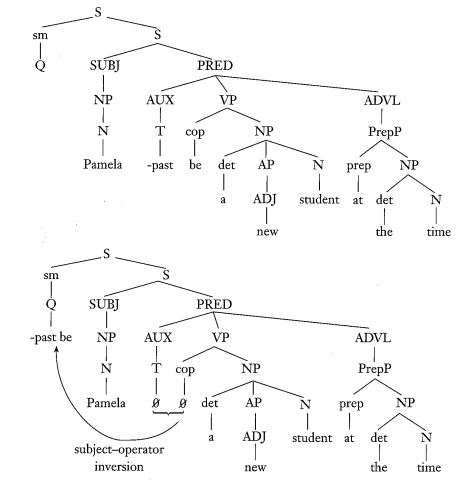 S
sm S
Q SUBJ PRED
NP AUX VP ADVL
N T cop NP PrepP
Pamela -past be det AP N prep NP
a ADJ student at det N
new the time
S
sm S
Q SUBJ PRED
-past be NP AUX VP ADVL
N T cop NP PrepP
Pamela Ø Ø det AP N prep NP
a ADJ student at det N
subject–operator
inversion new the time